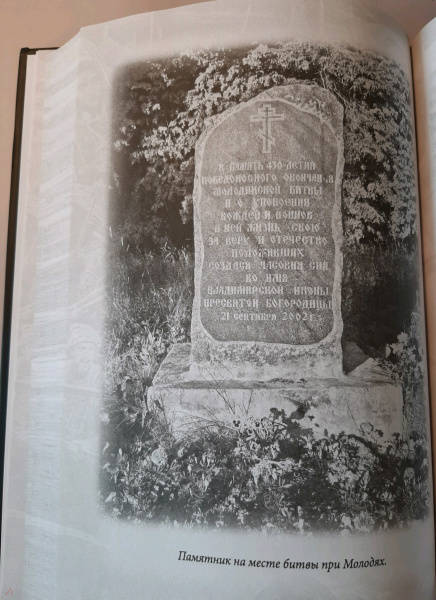 В ПАМЯТЬ 430-ЛЕТИЯ
ПОБЕДОНОСНОГО ОКОНЧАНИЯ
МОЛОДИНСКОЙ БИТВЫ
И О УПОКОЕНИИ
ВОЖДЕЙ И ВОИНОВ
В НЕЙ ЖИЗНЬ СВОЮ
ЗА ВЕРУ И ОТЕЧЕСТВО
ПОЛОЖИВШИХ
СОЗДАСЯ ЧАСОВНЯ СИЯ
ВО ИМЯ
ВЛАДИМИРСКОЙ ИКОНЫ
ПРЕСВЯТОЙ БОГОРОДИЦЫ
21 СЕНТЯБРЯ 2002 Г.
Памятник на месте битвы при Молодях.